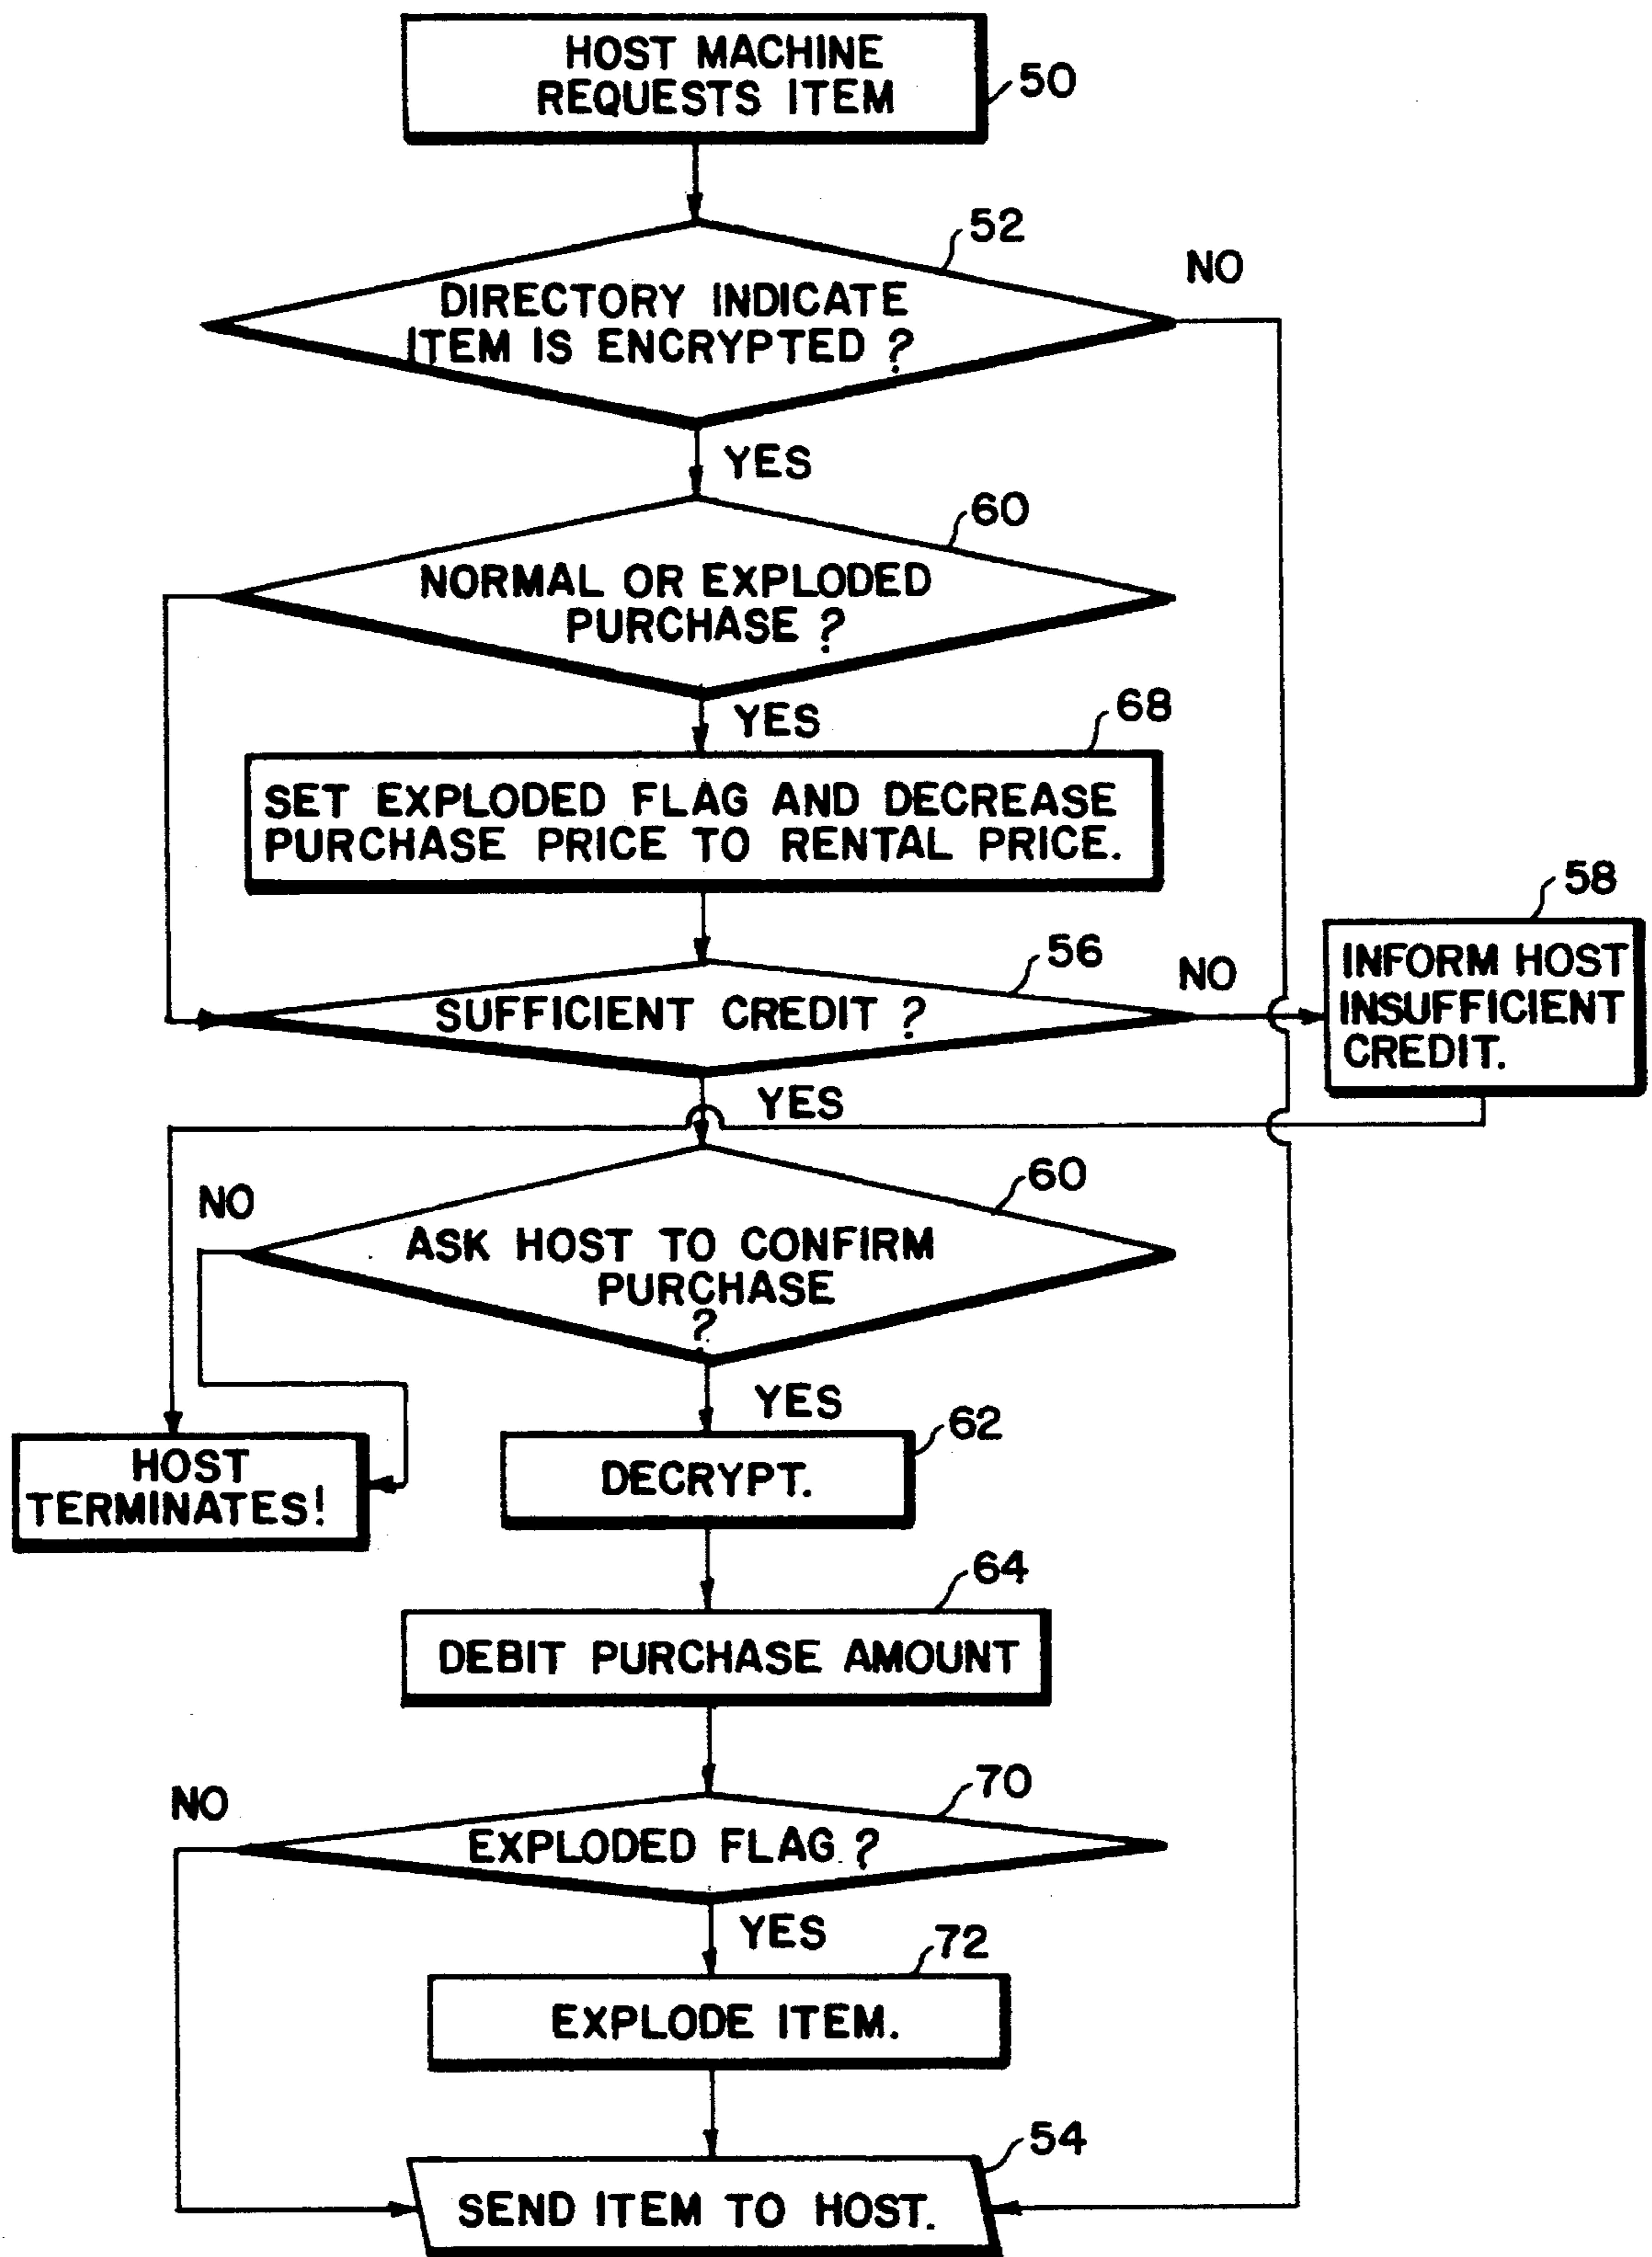 HOST MACHINE
REQUESTS ITEM
50
52
NO
DIRECTORY INDICATE
ITEM IS ENCRYPTED ?
YES
60
NORMAL OR EXPLODED
PURCHASE ?
YES
68
SET EXPLODED FLAG AND DECREASE
PURCHASE PRICE TO RENTAL PRICE.
58
56
NO
INFORM HOST
INSUFFICIENT
CREDIT.
SUFFICIENT CREDIT ?
YES
60
NO
ASK HOST TO CONFIRM
PURCHASE
?
YES
62
HOST
TERMINATES!
DECRYPT.
64
DEBIT PURCHASE AMOUNT
70
NO
EXPLODED FLAG ?
YES
72
EXPLODE ITEM.
54
SEND ITEM TO HOST.